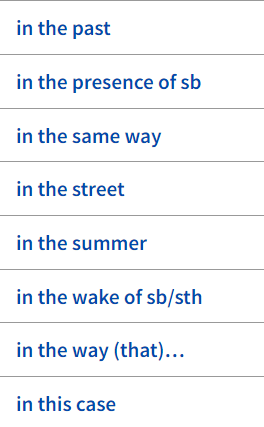 in the past
in the presence of sb
in the same way
in the street
in the summer
in the wake of sb/sth
in the way (that)…
in this case